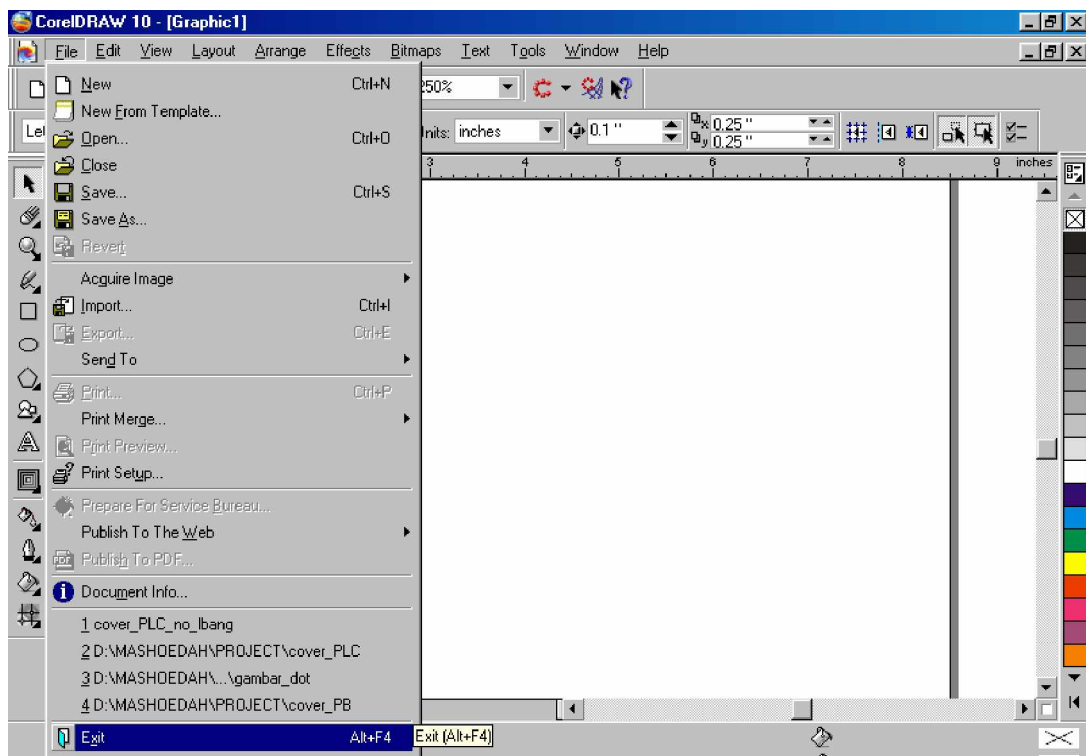 CorelDRAW 10 - [Graphic1]
File Edit View Layout Arrange Effects Bitmaps Text Tools Window Help
New Ctrl+N
250%
New From Template...
Units: inches 0.1 " x 0.25 "
y 0.25 "
Open... Ctrl+O
Close
3 4 5 6 7 8 9 inches
Save... Ctrl+S
Save As...
Revert
Acquire Image
Import... Ctrl+I
Export... Ctrl+E
Send To
Print... Ctrl+P
Print Merge...
Print Preview...
Print Setup...
Prepare For Service Bureau...
Publish To The Web
Publish To PDF...
Document Info...
1 cover_PLC_no_lbang
2 D:\MASHOEDAH\PROJECT\cover_PLC
3 D:\MASHOEDAH\...\gambar_dot
4 D:\MASHOEDAH\PROJECT\cover_PB
Exit Alt+F4
Exit (Alt+F4)